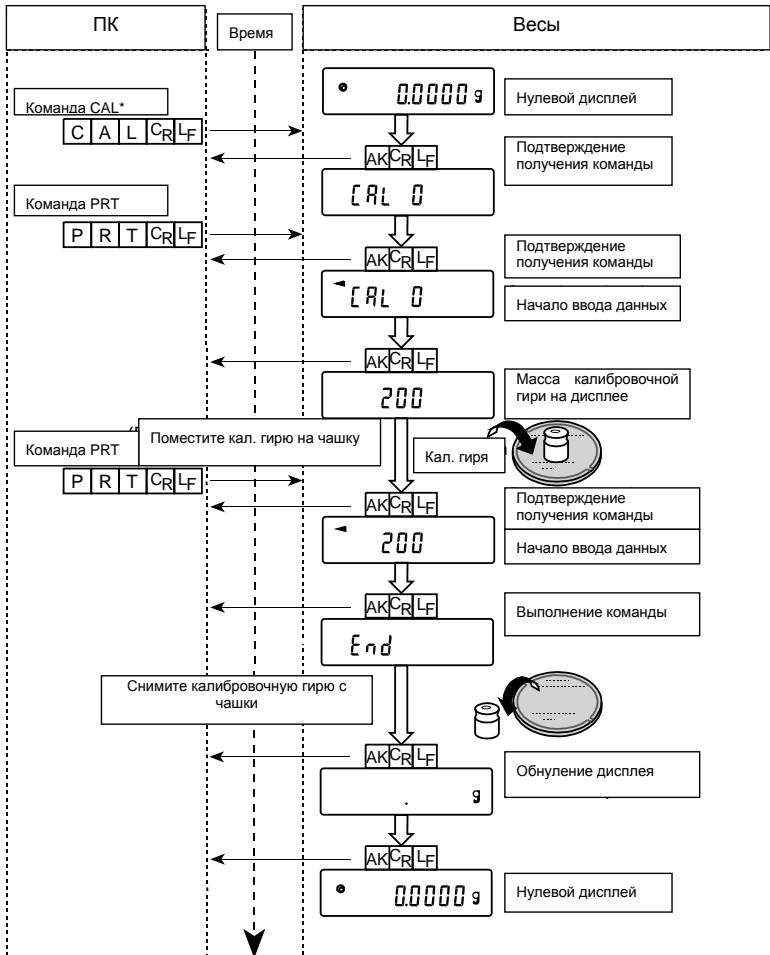 ПК
Время
Весы
0.0000 g
Нулевой дисплей
Команда CAL*
C A L CR LF
AK CR LF
Подтверждение
получения команды
CAL 0
Команда PRT
P R T CR LF
AK CR LF
Подтверждение
получения команды
CAL 0
Начало ввода данных
AK CR LF
200
Масса калибровочной
гири на дисплее
Поместите кал. гирю на чашку
Кал. гиря
Команда PRT
P R T CR LF
AK CR LF
Подтверждение
получения команды
200
Начало ввода данных
AK CR LF
Выполнение команды
End
Снимите калибровочную гирю с
чашки
AK CR LF
Обнуление дисплея
. g
AK CR LF
0.0000 g
Нулевой дисплей